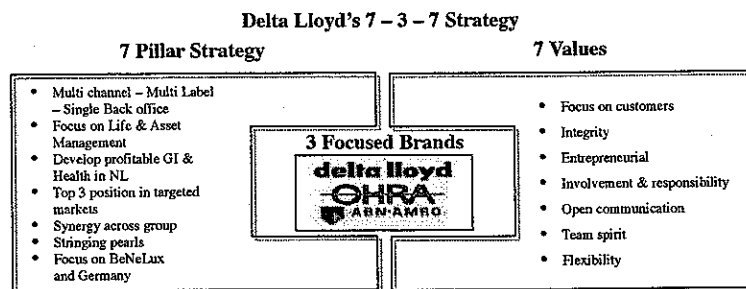 Delta Lloyd's 7 – 3 – 7 Strategy
7 Pillar Strategy
• Multi channel – Multi Label
– Single Back office
• Focus on Life & Asset
Management
• Develop profitable GI &
Health in NL
• Top 3 position in targeted
markets
• Synergy across group
• Stringing pearls
• Focus on BeNeLux
and Germany
3 Focused Brands
delta lloyd
OHRA
ABN·AMRO
7 Values
• Focus on customers
• Integrity
• Entrepreneurial
• Involvement & responsibility
• Open communication
• Team spirit
• Flexibility